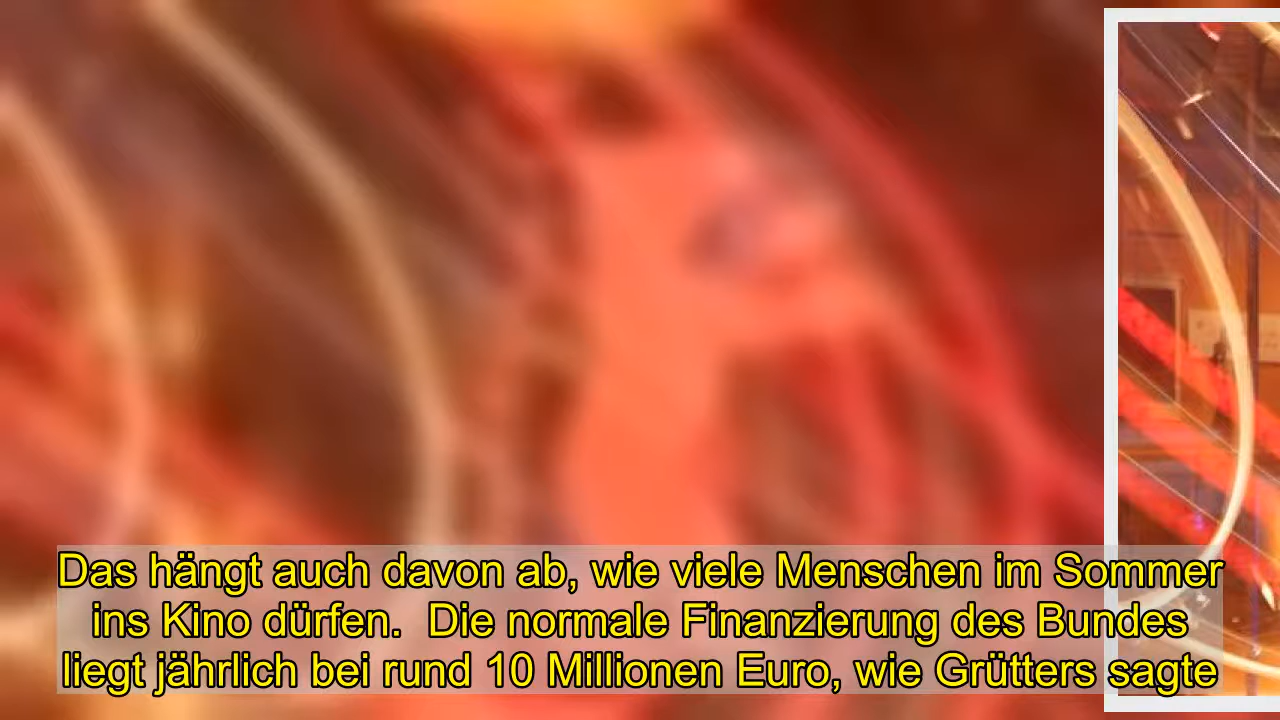 Das hängt auch davon ab, wie viele Menschen im Sommer
ins Kino dürfen.  Die normale Finanzierung des Bundes
liegt jährlich bei rund 10 Millionen Euro, wie Grütters sagte